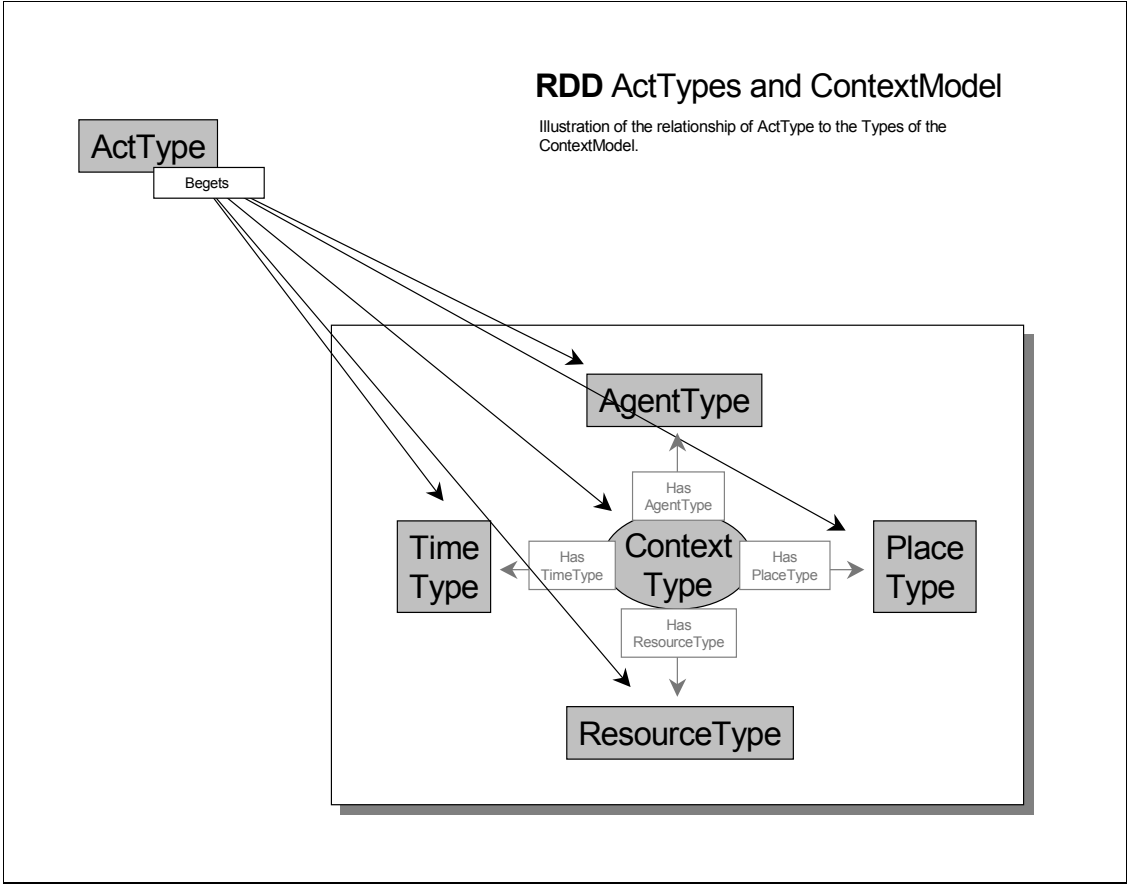 RDD ActTypes and ContextModel
Illustration of the relationship of ActType to the Types of the
ContextModel.
ActType
Begets
AgentType
Has
AgentType
Time
Type
Has
TimeType
Context
Type
Has
PlaceType
Place
Type
Has
ResourceType
ResourceType